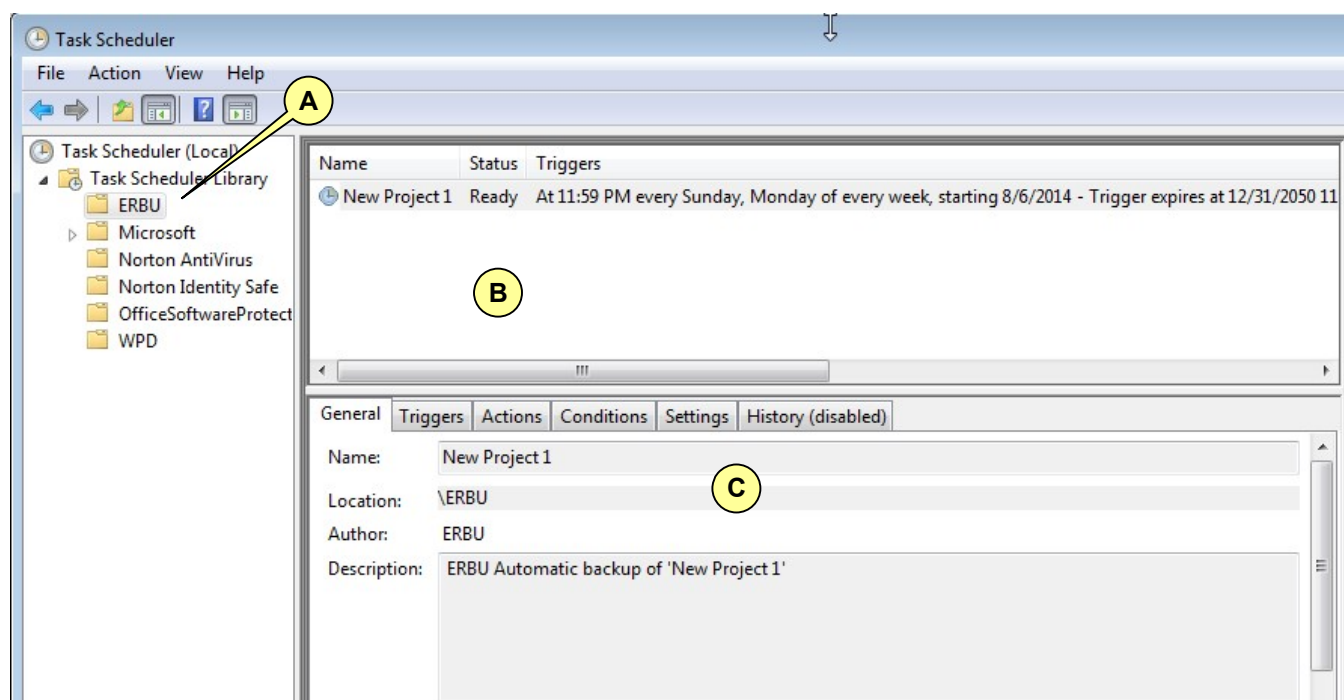 Task Scheduler
File Action View Help
A
Task Scheduler (Local)
Task Scheduler Library
ERBU
Microsoft
Norton AntiVirus
Norton Identity Safe
OfficeSoftwareProtect
WPD
Name Status Triggers
New Project 1 Ready At 11:59 PM every Sunday, Monday of every week, starting 8/6/2014 - Trigger expires at 12/31/2050 11
B
General Triggers Actions Conditions Settings History (disabled)
Name: New Project 1
C
Location: \ERBU
Author: ERBU
Description: ERBU Automatic backup of 'New Project 1'